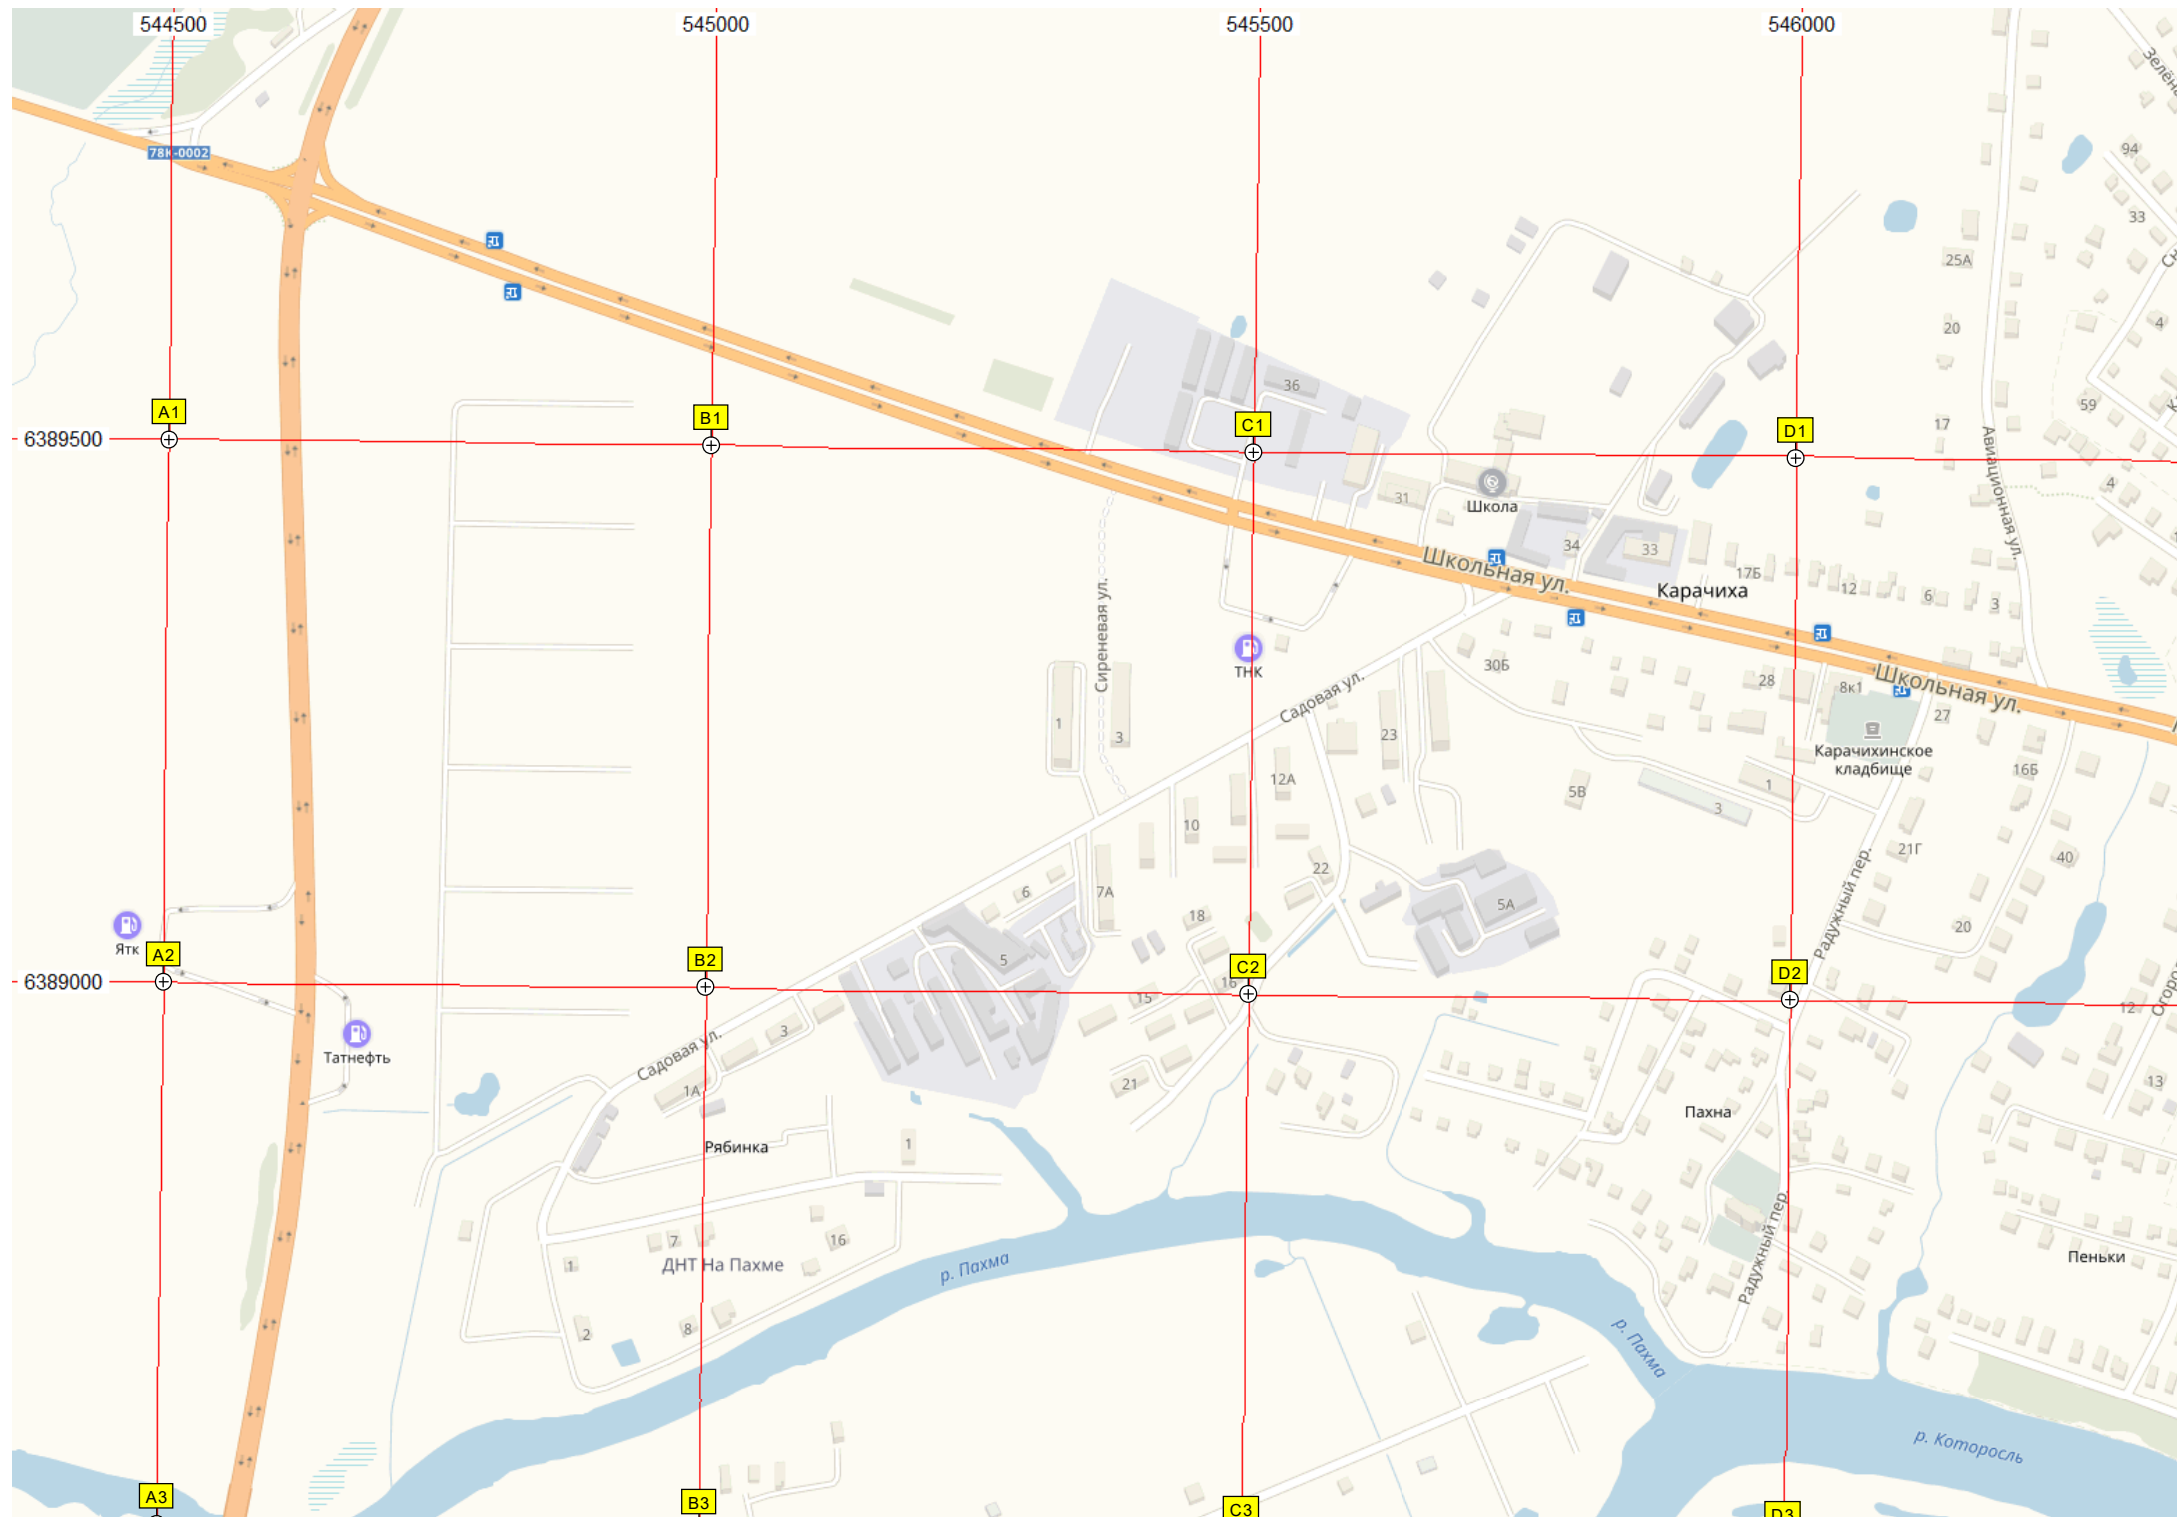 544500
545000
545500
546000
Зелёна
78К-0002
94
33
25А
20
4
36
59
A1
B1
C1
D1
17
6389500
Авиационная ул.
4
31
Школа
34
33
Школьная ул.
17Б
Карачиха
12
6
3
Сиреневая ул.
ТНК
30Б
Садовая ул.
28
8к1
Школьная ул.
27
1
3
23
Карачихинское
кладбище
12А
16Б
5В
1
3
10
21Г
40
22
6
7А
5А
Радужный пер.
18
20
Ятк
A2
B2
5
C2
D2
6389000
16
15
12
Огоро
Татнефть
3
Садовая ул.
1А
21
13
Пахна
Рябинка
1
Радужный пер.
7
16
1
ДНТ На Пахме
р. Пахма
Пеньки
2
8
р. Пахма
р. Которосль
A3
B3
C3
D3